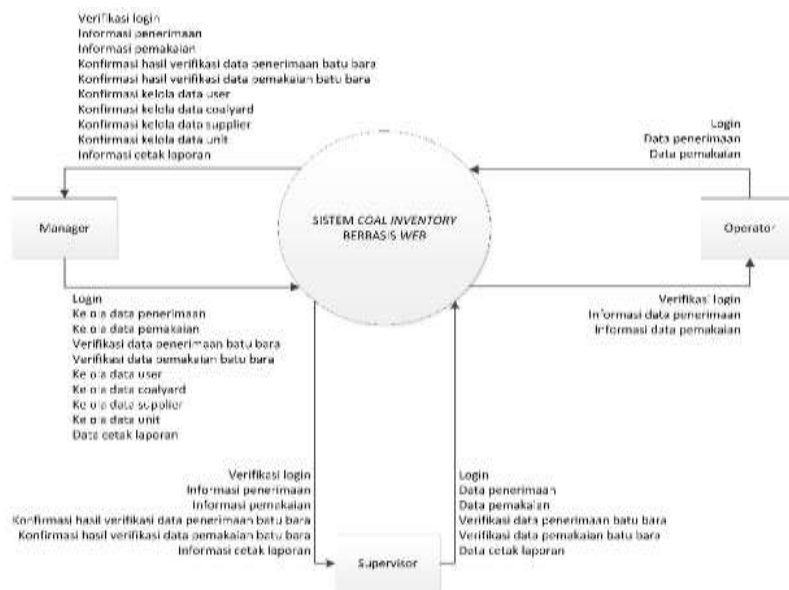 Verifikasi login
Informasi penerimaan
Informasi pemakaian
Konfirmasi hasil verifikasi data penerimaan batu bara
Konfirmasi hasil verifikasi data pemakaian batu bara
Konfirmasi kelola data user
Konfirmasi kelola data coalyard
Konfirmasi kelola data supplier
Konfirmasi kelola data unit
Informasi cetak laporan
Login
Data penerimaan
Data pemakaian
Manager
SISTEM COAL INVENTORY
BERBASIS WEB
Operator
Login
Kelola data penerimaan
Kelola data pemakaian
Verifikasi data penerimaan batu bara
Verifikasi data pemakaian batu bara
Kelola data user
Kelola data coalyard
Kelola data supplier
Kelola data unit
Data cetak laporan
Verifikasi login
Informasi data penerimaan
Informasi data pemakaian
Verifikasi login
Informasi penerimaan
Informasi pemakaian
Konfirmasi hasil verifikasi data penerimaan batu bara
Konfirmasi hasil verifikasi data pemakaian batu bara
Informasi cetak laporan
Login
Data penerimaan
Data pemakaian
Verifikasi data penerimaan batu bara
Verifikasi data pemakaian batu bara
Data cetak laporan
Supervisor